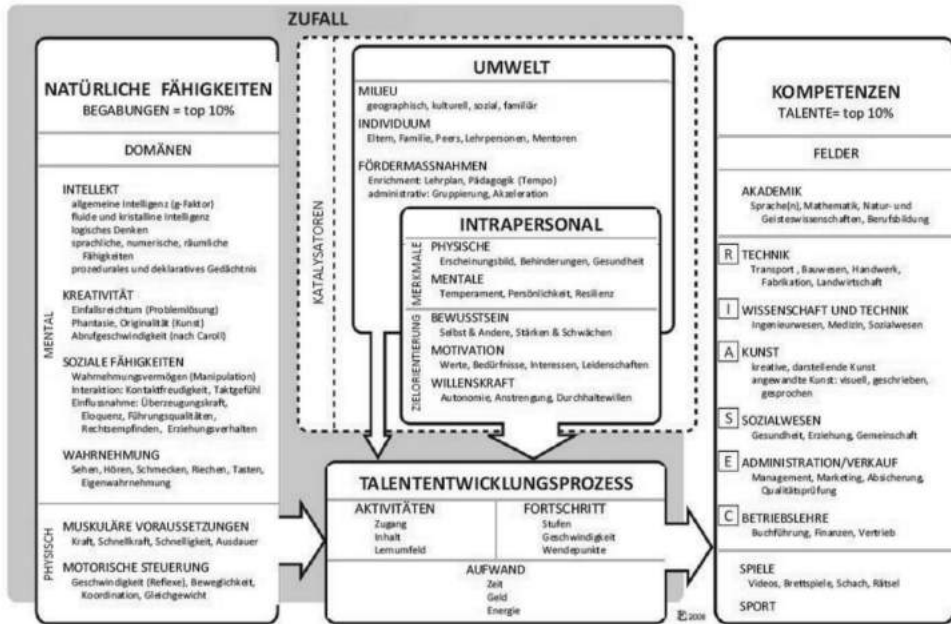 ZUFALL
NATÜRLICHE FÄHIGKEITEN
BEGABUNGEN = top 10%
DOMÄNEN
MENTAL
INTELLEKT
allgemeine Intelligenz (g-Faktor)
fluide und kristalline Intelligenz
logisches Denken
sprachliche, numerische, räumliche
Fähigkeiten
prozedurales und deklaratives Gedächtnis
KREATIVITÄT
Einfallsreichtum (Problemlösung)
Phantasie, Originalität (Kunst)
Abrufgeschwindigkeit (nach Caroll)
SOZIALE FÄHIGKEITEN
Wahrnehmungsvermögen (Manipulation)
Interaktion: Kontaktfreudigkeit, Taktgefühl
Einflussnahme: Überzeugungskraft,
Eloquenz, Führungsqualitäten,
Rechtsempfinden, Erziehungsverhalten
WAHRNEHMUNG
Sehen, Hören, Schmecken, Riechen, Tasten,
Eigenwahrnehmung
PHYSISCH
MUSKULÄRE VORAUSSETZUNGEN
Kraft, Schnellkraft, Schnelligkeit, Ausdauer
MOTORISCHE STEUERUNG
Geschwindigkeit (Reflexe), Beweglichkeit,
Koordination, Gleichgewicht
KATALYSATOREN
UMWELT
MILIEU
geographisch, kulturell, sozial, familiär
INDIVIDUUM
Eltern, Familie, Peers, Lehrpersonen, Mentoren
FÖRDERMASSNAHMEN
Enrichment: Lehrplan, Pädagogik (Tempo)
administrativ: Gruppierung, Akzeleration
INTRAPERSONAL
MERKMALE
PHYSISCHE
Erscheinungsbild, Behinderungen, Gesundheit
MENTALE
Temperament, Persönlichkeit, Resilienz
ZIELORIENTIERUNG
BEWUSSTSEIN
Selbst & Andere, Stärken & Schwächen
MOTIVATION
Werte, Bedürfnisse, Interessen, Leidenschaften
WILLENSKRAFT
Autonomie, Anstrengung, Durchhaltewillen
TALENTENTWICKLUNGSPROZESS
AKTIVITÄTEN
Zugang
Inhalt
Lernumfeld
FORTSCHRITT
Stufen
Geschwindigkeit
Wendepunkte
AUFWAND
Zeit
Geld
Energie
KOMPETENZEN
TALENTE= top 10%
FELDER
AKADEMIK
Sprache(n), Mathematik, Natur- und
Geisteswissenschaften, Berufsbildung
R TECHNIK
Transport , Bauwesen, Handwerk,
Fabrikation, Landwirtschaft
I WISSENSCHAFT UND TECHNIK
Ingenieurwesen, Medizin, Sozialwesen
A KUNST
kreative, darstellende Kunst
angewandte Kunst: visuell, geschrieben,
gesprochen
S SOZIALWESEN
Gesundheit, Erziehung, Gemeinschaft
E ADMINISTRATION/VERKAUF
Management, Marketing, Absicherung,
Qualitätsprüfung
C BETRIEBSLEHRE
Buchführung, Finanzen, Vertrieb
SPIELE
Videos, Brettspiele, Schach, Rätsel
SPORT